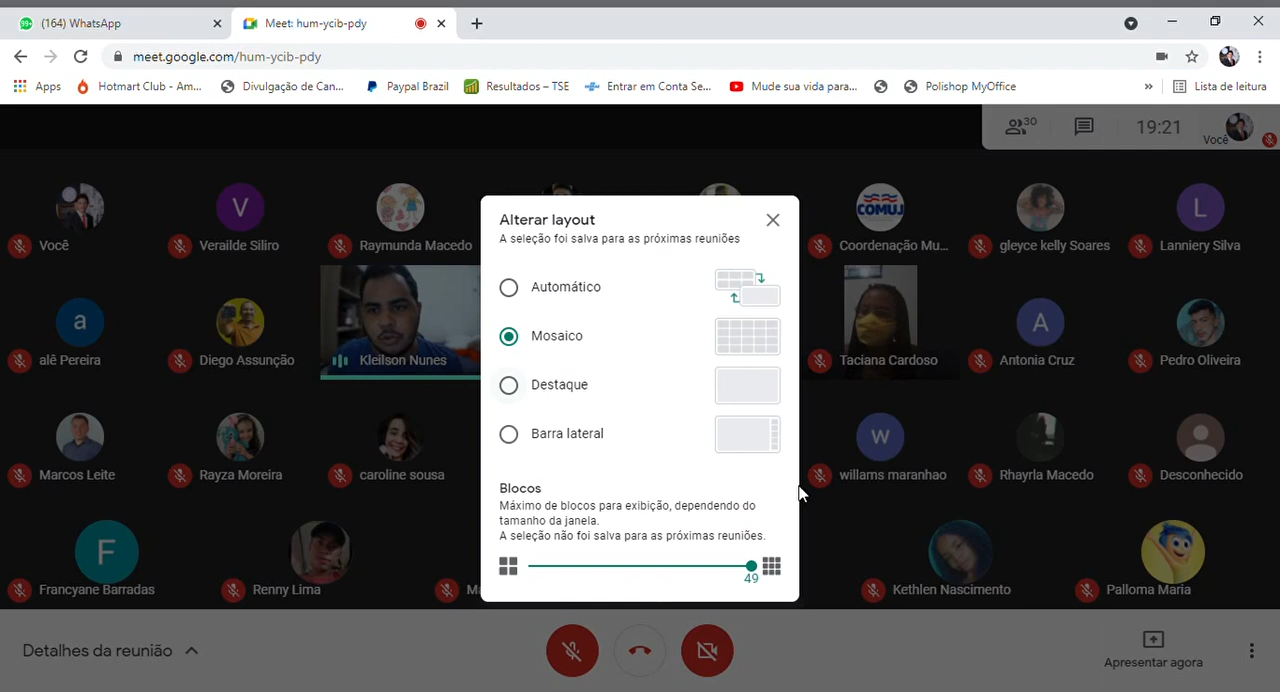 99+
(164) WhatsApp
Meet: hum-ycib-pdy
meet.google.com/hum-ycib-pdy
Apps
Hotmart Club - Am...
Divulgação de Can...
Paypal Brazil
Resultados – TSE
Entrar em Conta Se...
Mude sua vida para...
Polishop MyOffice
»
Lista de leitura
30
19:21
Você
V
COMUJ
L
Você
Verailde Siliro
Raymunda Macedo
Coordenação Mu...
gleyce kelly Soares
Lanniery Silva
Alterar layout
A seleção foi salva para as próximas reuniões
Automático
Mosaico
Destaque
Barra lateral
Blocos
Máximo de blocos para exibição, dependendo do
tamanho da janela.
A seleção não foi salva para as próximas reuniões.
49
a
A
alê Pereira
Diego Assunção
Kleilson Nunes
Taciana Cardoso
Antonia Cruz
Pedro Oliveira
W
Marcos Leite
Rayza Moreira
caroline sousa
willams maranhao
Rhayrla Macedo
Desconhecido
F
Francyane Barradas
Renny Lima
Ma
Kethlen Nascimento
Palloma Maria
Detalhes da reunião
Apresentar agora